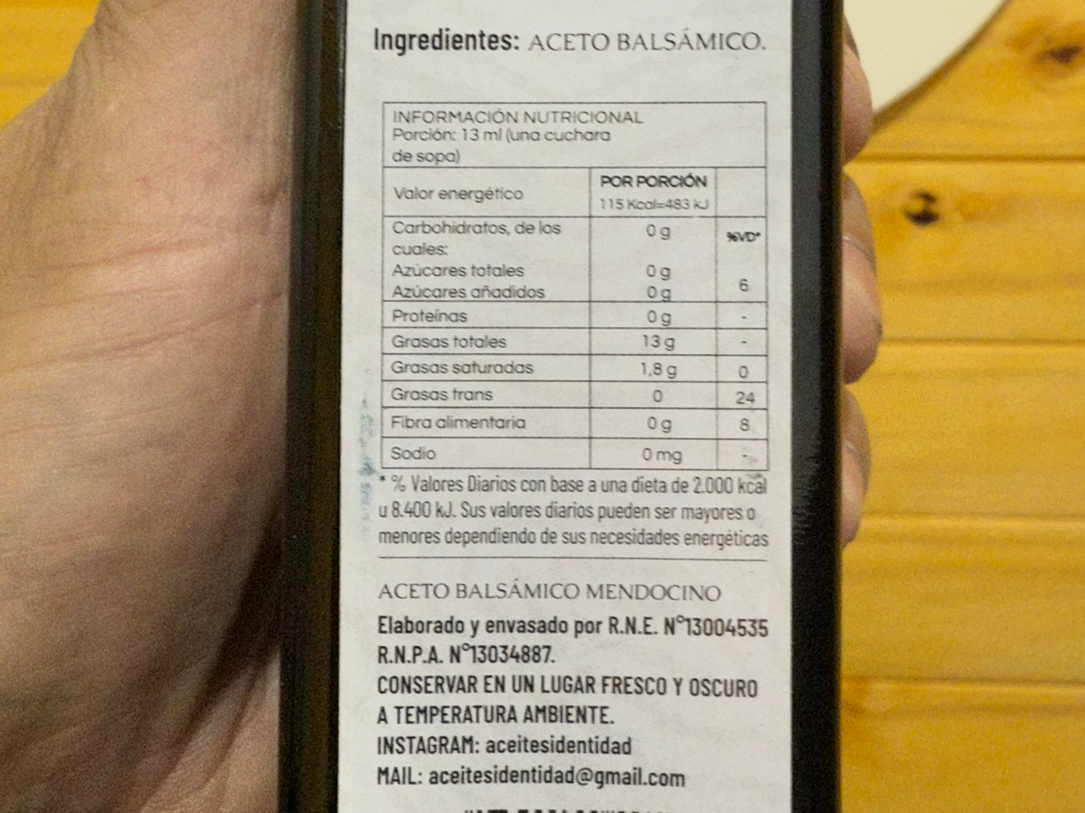 Ingredientes: ACETO BALSÁMICO.
INFORMACIÓN NUTRICIONAL
Porción: 13 ml (una cuchara
de sopa)
Valor energético
POR PORCIÓN
115 Kcal=483 kJ
Carbohidratos, de los 0 g %VD*
cuales:
Azúcares totales 0 g
Azúcares añadidos 0 g 6
Proteínas 0 g -
Grasas totales 13 g -
Grasas saturadas 1,8 g 0
Grasas trans 0 24
Fibra alimentaria 0 g 8
Sodio 0 mg -
* % Valores Diarios con base a una dieta de 2.000 kcal
u 8.400 kJ. Sus valores diarios pueden ser mayores o
menores dependiendo de sus necesidades energéticas
ACETO BALSÁMICO MENDOCINO
Elaborado y envasado por R.N.E. N°13004535
R.N.P.A. N°13034887.
CONSERVAR EN UN LUGAR FRESCO Y OSCURO
A TEMPERATURA AMBIENTE.
INSTAGRAM: aceitesidentidad
MAIL: aceitesidentidad@gmail.com